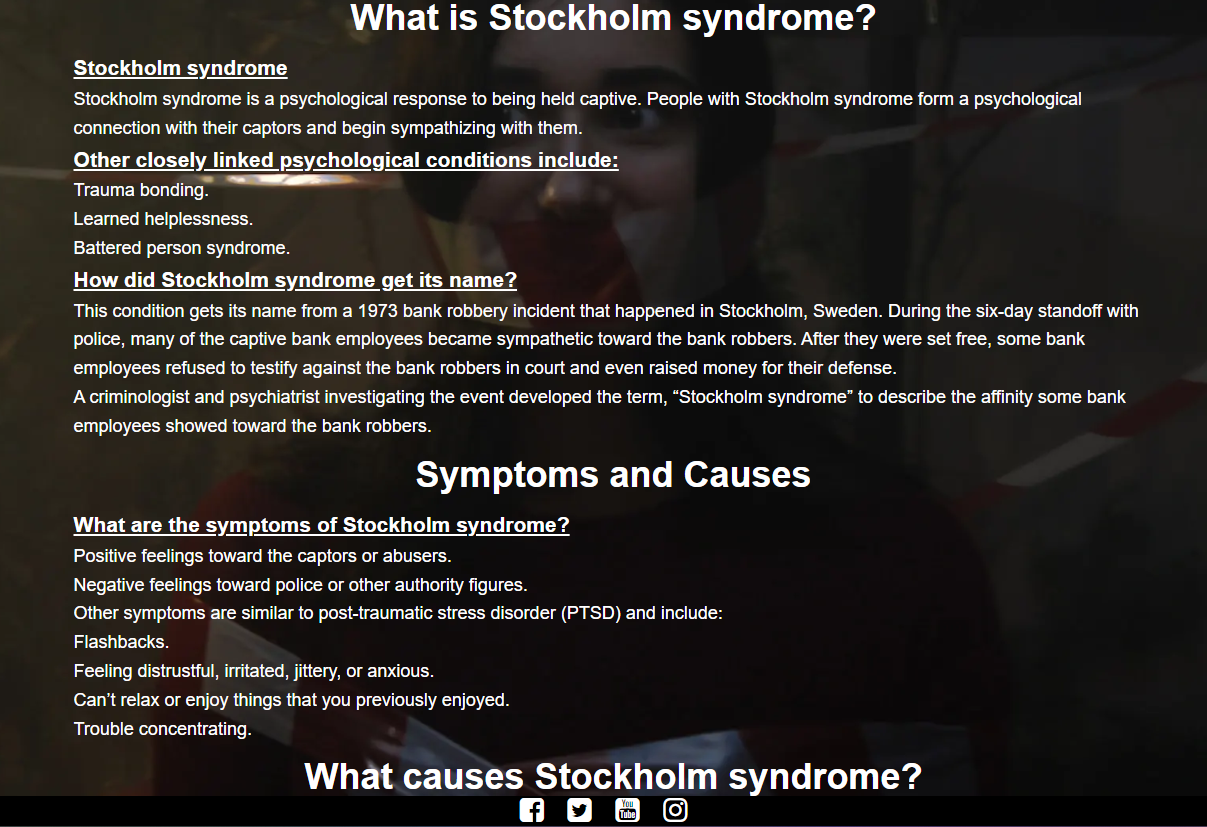 What is Stockholm syndrome?
Stockholm syndrome
Stockholm syndrome is a psychological response to being held captive. People with Stockholm syndrome form a psychological
connection with their captors and begin sympathizing with them.
Other closely linked psychological conditions include:
Trauma bonding.
Learned helplessness.
Battered person syndrome.
How did Stockholm syndrome get its name?
This condition gets its name from a 1973 bank robbery incident that happened in Stockholm, Sweden. During the six-day standoff with
police, many of the captive bank employees became sympathetic toward the bank robbers. After they were set free, some bank
employees refused to testify against the bank robbers in court and even raised money for their defense.
A criminologist and psychiatrist investigating the event developed the term, “Stockholm syndrome” to describe the affinity some bank
employees showed toward the bank robbers.
Symptoms and Causes
What are the symptoms of Stockholm syndrome?
Positive feelings toward the captors or abusers.
Negative feelings toward police or other authority figures.
Other symptoms are similar to post-traumatic stress disorder (PTSD) and include:
Flashbacks.
Feeling distrustful, irritated, jittery, or anxious.
Can’t relax or enjoy things that you previously enjoyed.
Trouble concentrating.
What causes Stockholm syndrome?
You
Tube